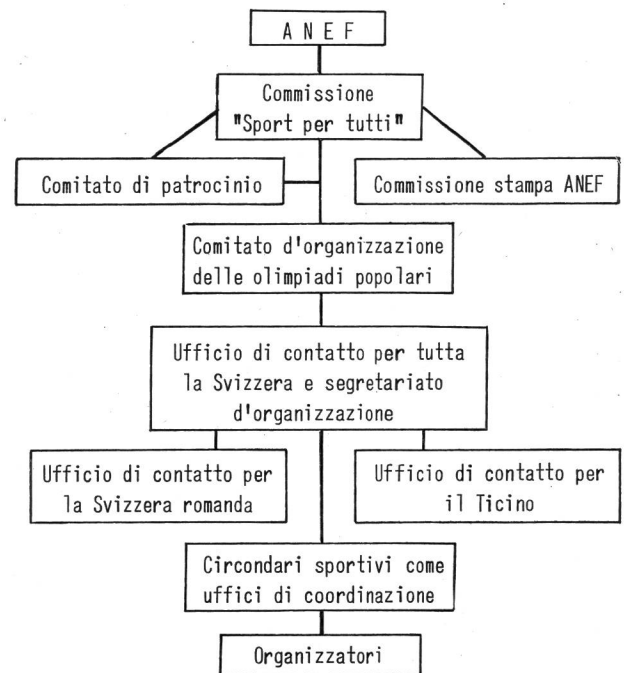 A N E F
Commissione
"Sport per tutti"
Comitato di patrocinio
Commissione stampa ANEF
Comitato d'organizzazione
delle olimpiadi popolari
Ufficio di contatto per tutta
la Svizzera e segretariato
d'organizzazione
Ufficio di contatto per
la Svizzera romanda
Ufficio di contatto per
il Ticino
Circondari sportivi come
uffici di coordinazione
Organizzatori